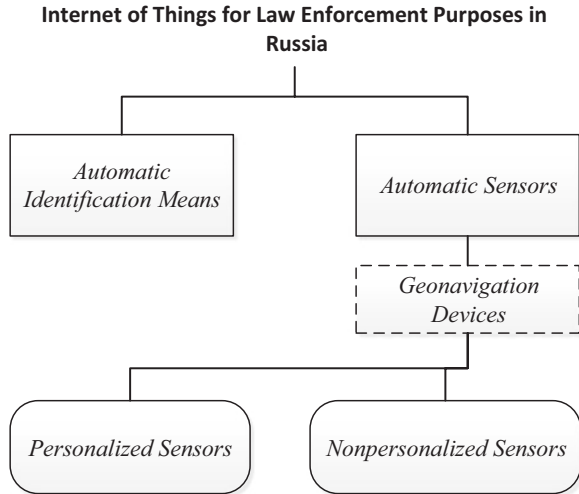 Internet of Things for Law Enforcement Purposes in
Russia
Automatic
Identification Means
Automatic Sensors
Geonavigation
Devices
Personalized Sensors
Nonpersonalized Sensors